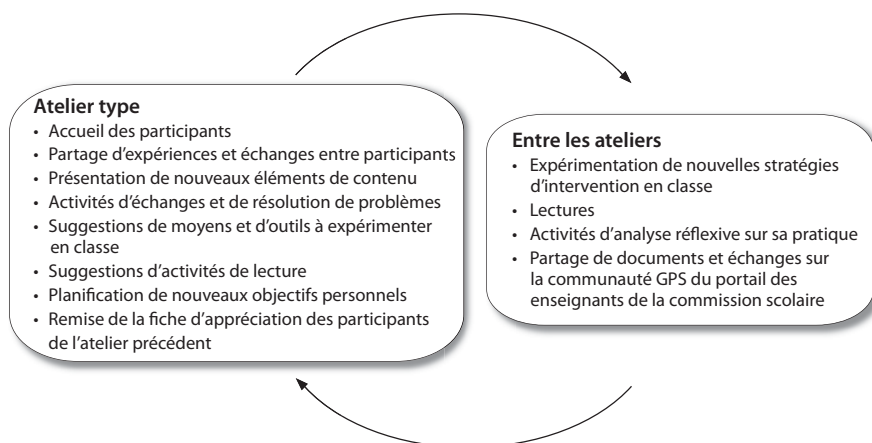 Atelier type
• Accueil des participants
• Partage d'expériences et échanges entre participants
• Présentation de nouveaux éléments de contenu
• Activités d'échanges et de résolution de problèmes
• Suggestions de moyens et d'outils à expérimenter
en classe
• Suggestions d'activités de lecture
• Planification de nouveaux objectifs personnels
• Remise de la fiche d'appréciation des participants
de l'atelier précédent
Entre les ateliers
• Expérimentation de nouvelles stratégies
d'intervention en classe
• Lectures
• Activités d'analyse réflexive sur sa pratique
• Partage de documents et échanges sur
la communauté GPS du portail des
enseignants de la commission scolaire